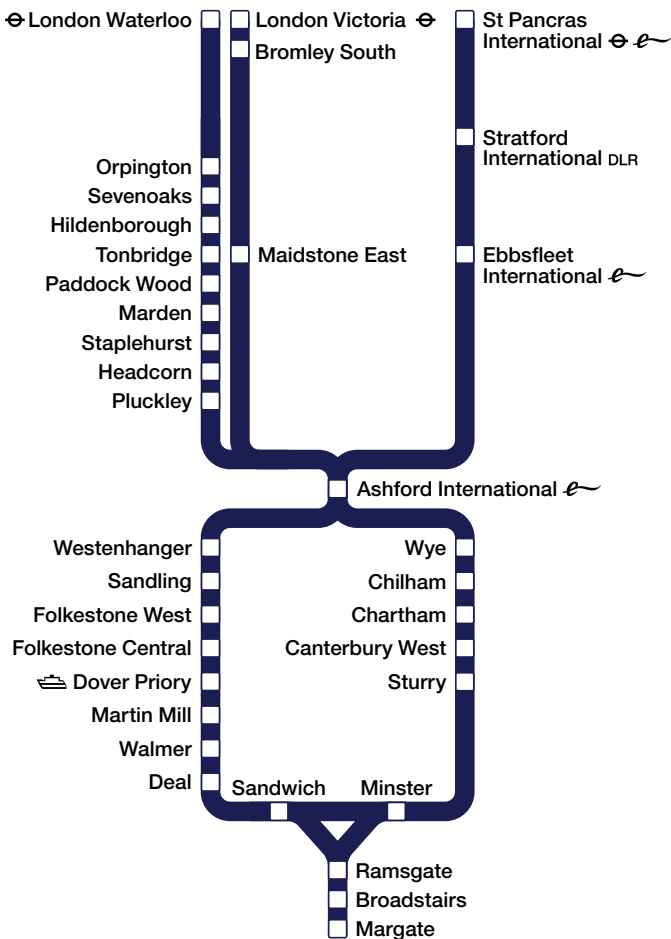 London Waterloo
London Victoria
St Pancras
International
Bromley South
Stratford
International DLR
Orpington
Sevenoaks
Hildenborough
Tonbridge
Maidstone East
Ebbsfleet
International
Paddock Wood
Marden
Staplehurst
Headcorn
Pluckley
Ashford International
Westenhanger
Wye
Sandling
Chilham
Folkestone West
Chartham
Folkestone Central
Canterbury West
Dover Priory
Sturry
Martin Mill
Walmer
Deal
Sandwich
Minster
Ramsgate
Broadstairs
Margate